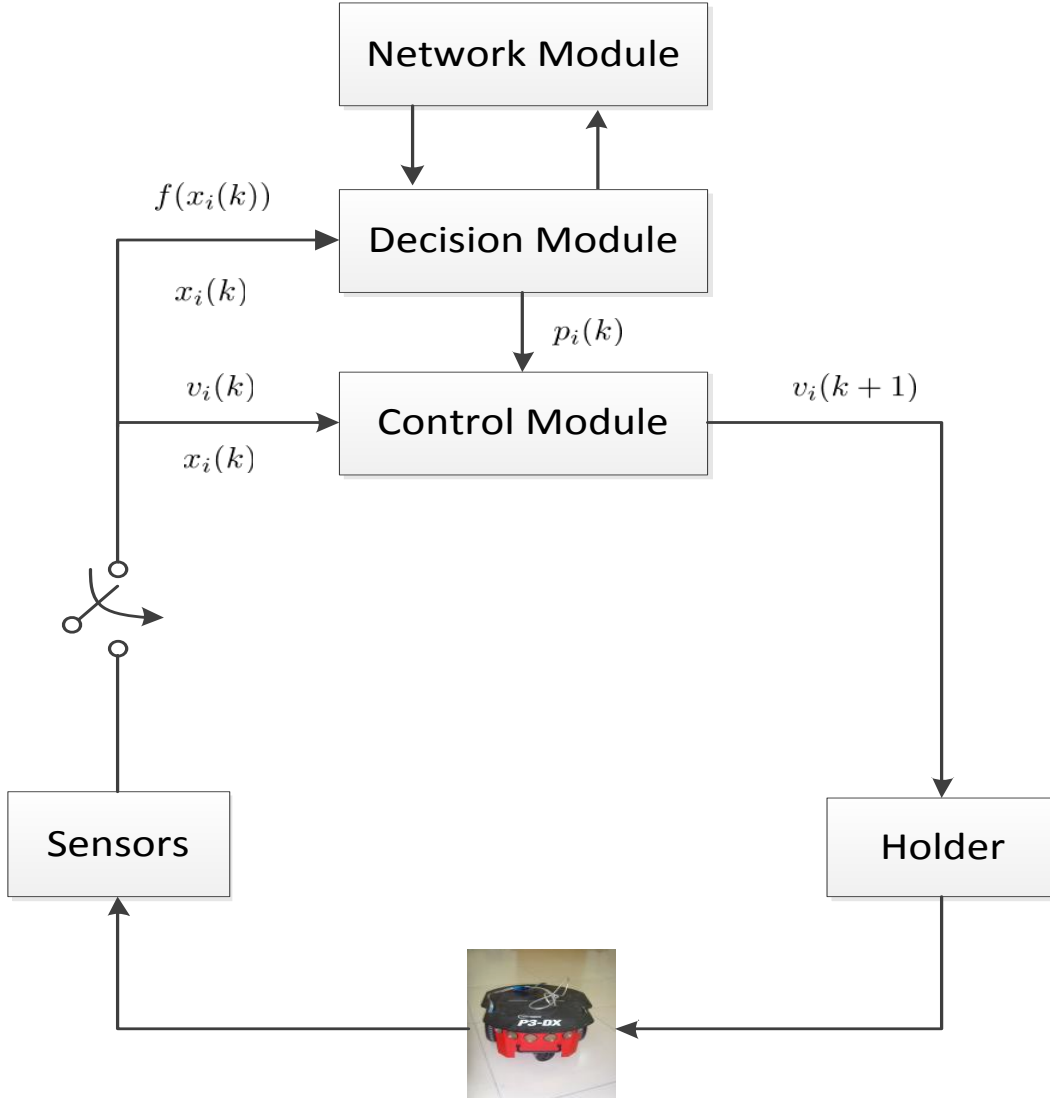 Network Module
f(x_i(k))
Decision Module
x_i(k)
p_i(k)
v_i(k)
v_i(k + 1)
Control Module
x_i(k)
Sensors
Holder
P3-DX